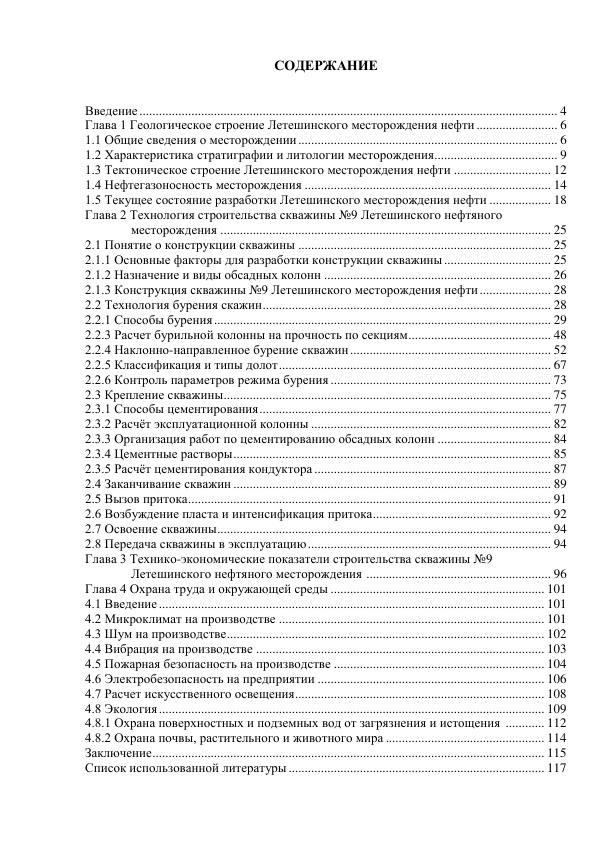 СОДЕРЖАНИЕ
Введение ........ 4
Глава 1 Геологическое строение Летешинского месторождения нефти ........ 6
1.1 Общие сведения о месторождении ........ 6
1.2 Характеристика стратиграфии и литологии месторождения ........ 9
1.3 Тектоническое строение Летешинского месторождения нефти ........ 12
1.4 Нефтегазоносность месторождения ........ 14
1.5 Текущее состояние разработки Летешинского месторождения нефти ........ 18
Глава 2 Технология строительства скважины №9 Летешинского нефтяного
месторождения ........ 25
2.1 Понятие о конструкции скважины ........ 25
2.1.1 Основные факторы для разработки конструкции скважины ........ 25
2.1.2 Назначение и виды обсадных колонн ........ 26
2.1.3 Конструкция скважины №9 Летешинского месторождения нефти ........ 28
2.2 Технология бурения скажин ........ 28
2.2.1 Способы бурения ........ 29
2.2.3 Расчет бурильной колонны на прочность по секциям ........ 48
2.2.4 Наклонно-направленное бурение скважин ........ 52
2.2.5 Классификация и типы долот ........ 67
2.2.6 Контроль параметров режима бурения ........ 73
2.3 Крепление скважины ........ 75
2.3.1 Способы цементирования ........ 77
2.3.2 Расчёт эксплуатационной колонны ........ 82
2.3.3 Организация работ по цементированию обсадных колонн ........ 84
2.3.4 Цементные растворы ........ 85
2.3.5 Расчёт цементирования кондуктора ........ 87
2.4 Заканчивание скважин ........ 89
2.5 Вызов притока ........ 91
2.6 Возбуждение пласта и интенсификация притока ........ 92
2.7 Освоение скважины ........ 94
2.8 Передача скважины в эксплуатацию ........ 94
Глава 3 Технико-экономические показатели строительства скважины №9
Летешинского нефтяного месторождения ........ 96
Глава 4 Охрана труда и окружающей среды ........ 101
4.1 Введение ........ 101
4.2 Микроклимат на производстве ........ 101
4.3 Шум на производстве ........ 102
4.4 Вибрация на производстве ........ 103
4.5 Пожарная безопасность на производстве ........ 104
4.6 Электробезопасность на предприятии ........ 106
4.7 Расчет искусственного освещения ........ 108
4.8 Экология ........ 109
4.8.1 Охрана поверхностных и подземных вод от загрязнения и истощения ........ 112
4.8.2 Охрана почвы, растительного и животного мира ........ 114
Заключение ........ 115
Список использованной литературы ........ 117